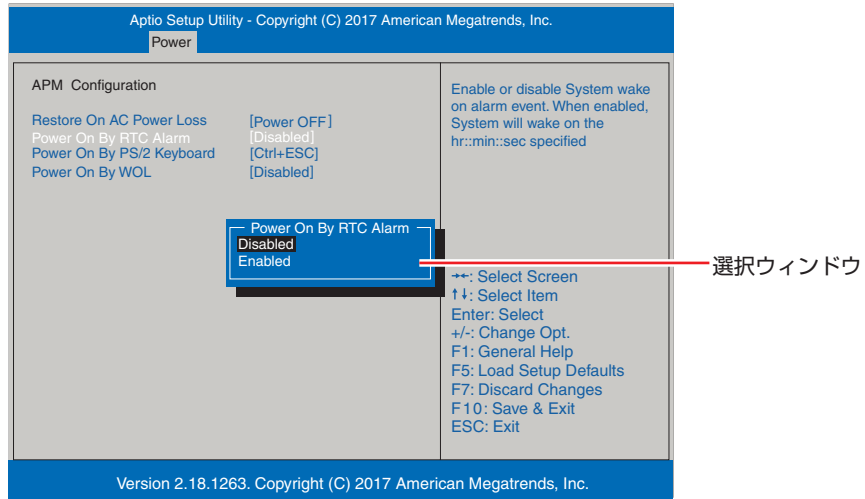 Aptio Setup Utility - Copyright (C) 2017 American Megatrends, Inc.
Power
APM Configuration
Restore On AC Power Loss [Power OFF]
Power On By RTC Alarm [Disabled]
Power On By PS/2 Keyboard [Ctrl+ESC]
Power On By WOL [Disabled]
Enable or disable System wake
on alarm event. When enabled,
System will wake on the
hr::min::sec specified
Power On By RTC Alarm
Disabled
Enabled
選択ウィンドウ
→←: Select Screen
↑↓: Select Item
Enter: Select
+/-: Change Opt.
F1: General Help
F5: Load Setup Defaults
F7: Discard Changes
F10: Save & Exit
ESC: Exit
Version 2.18.1263. Copyright (C) 2017 American Megatrends, Inc.